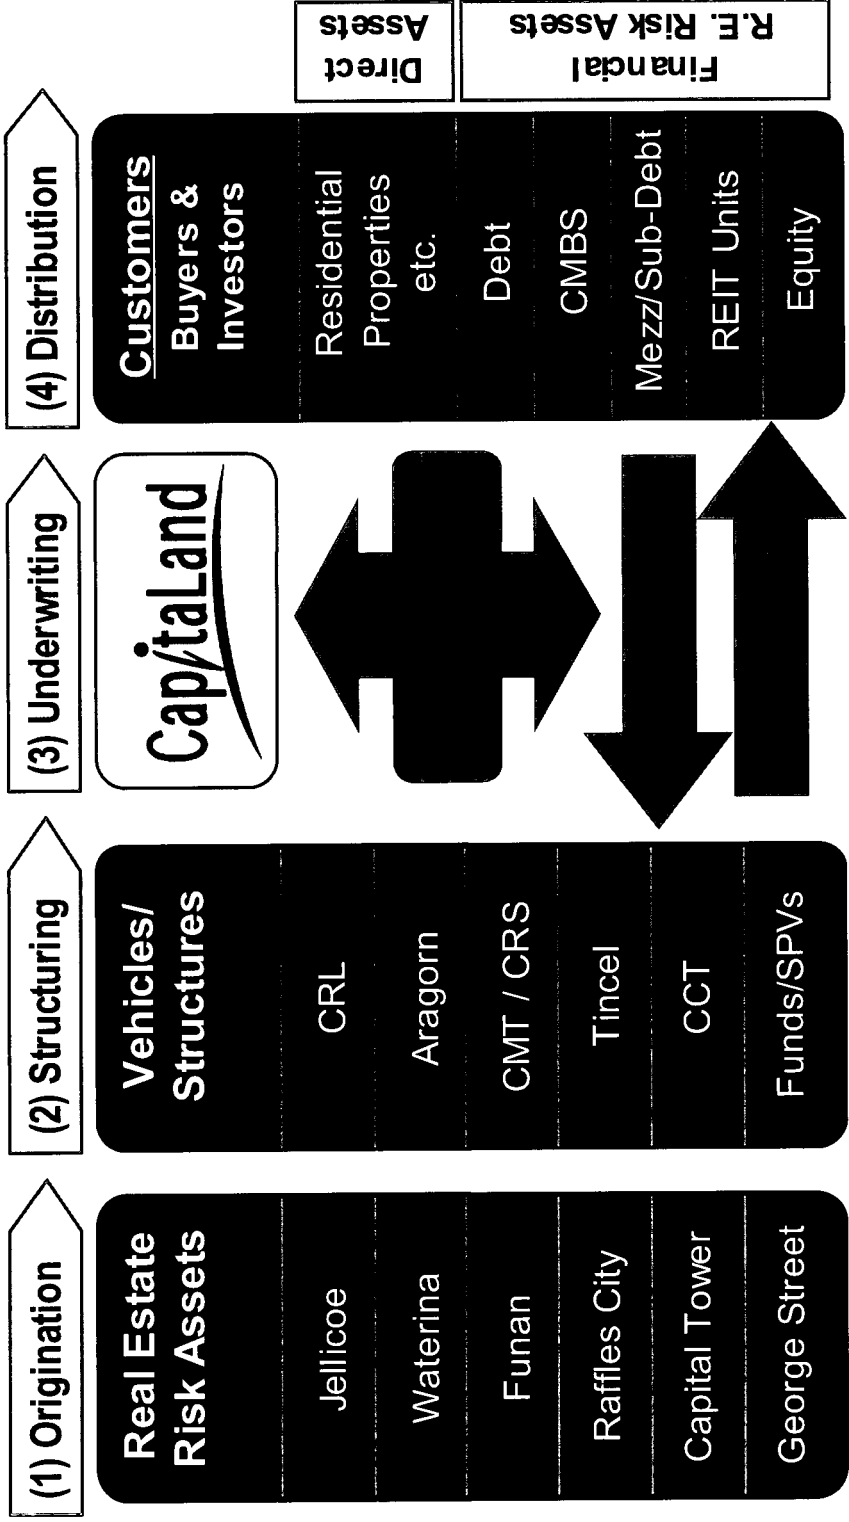 (1) Origination
(2) Structuring
(3) Underwriting
(4) Distribution
Real Estate
Risk Assets
Jellicoe
Waterina
Funan
Raffles City
Capital Tower
George Street
Vehicles/
Structures
CRL
Aragorn
CMT / CRS
Tincel
CCT
Funds/SPVs
CapitaLand
Customers
Buyers &
Investors
Residential
Properties
etc.
Debt
CMBS
Mezz/Sub-Debt
REIT Units
Equity
Direct
Assets
Financial
R.E. Risk Assets